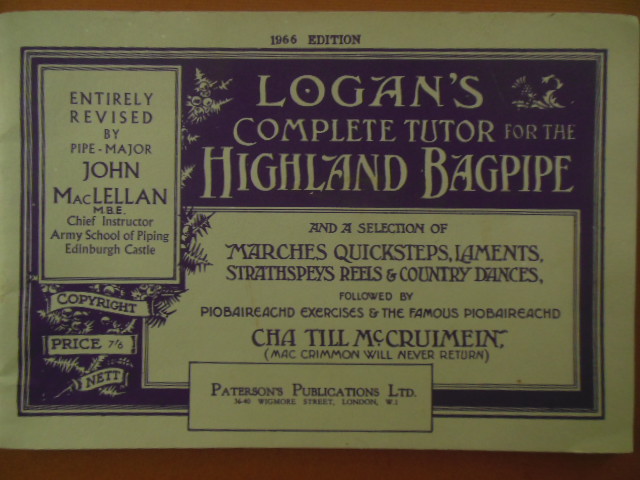 1966 EDITION
ENTIRELY
REVISED
BY
PIPE-MAJOR
JOHN
MACLELLAN
M.B.E.
Chief Instructor
Army School of Piping
Edinburgh Castle
COPYRIGHT
PRICE 7/6
NETT
LOGAN'S
COMPLETE TUTOR FOR THE
HIGHLAND BAGPIPE
AND A SELECTION OF
MARCHES QUICKSTEPS, LAMENTS,
STRATHSPEYS REELS & COUNTRY DANCES,
FOLLOWED BY
PIOBAIREACHD EXERCISES & THE FAMOUS PIOBAIREACHD
CHA TILL McCRUIMEIN,
(MAC CRIMMON WILL NEVER RETURN)
PATERSON'S PUBLICATIONS LTD.
36-40 WIGMORE STREET, LONDON, W.1